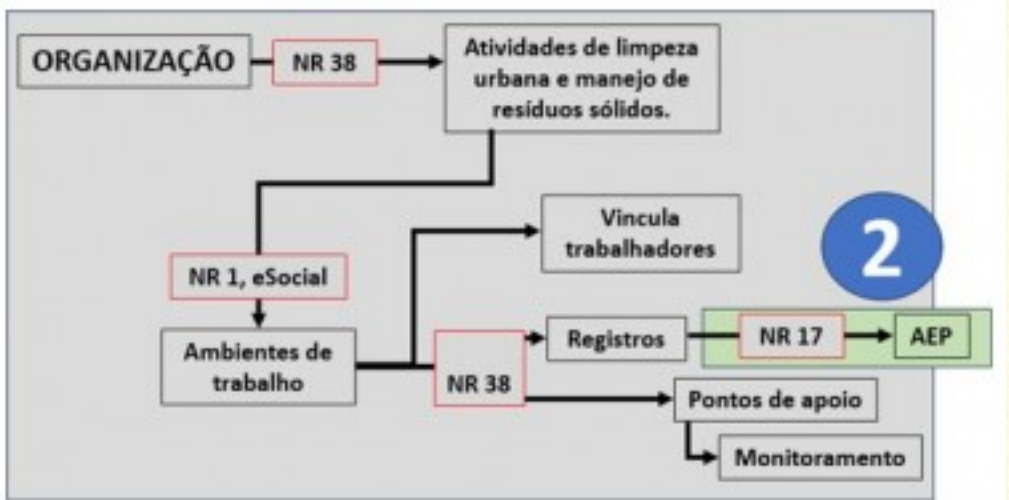 ORGANIZAÇÃO
NR 38
Atividades de limpeza
urbana e manejo de
resíduos sólidos.
Vincula
trabalhadores
2
NR 1, eSocial
Ambientes de
trabalho
NR 38
Registros
NR 17
AEP
Pontos de apoio
Monitoramento